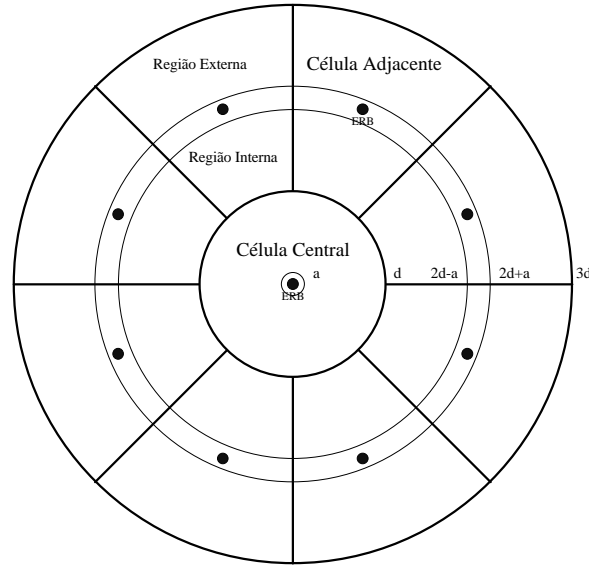 Região Externa
Célula Adjacente
ERB
Região Interna
Célula Central
a
d
2d-a
2d+a
3d
ERB